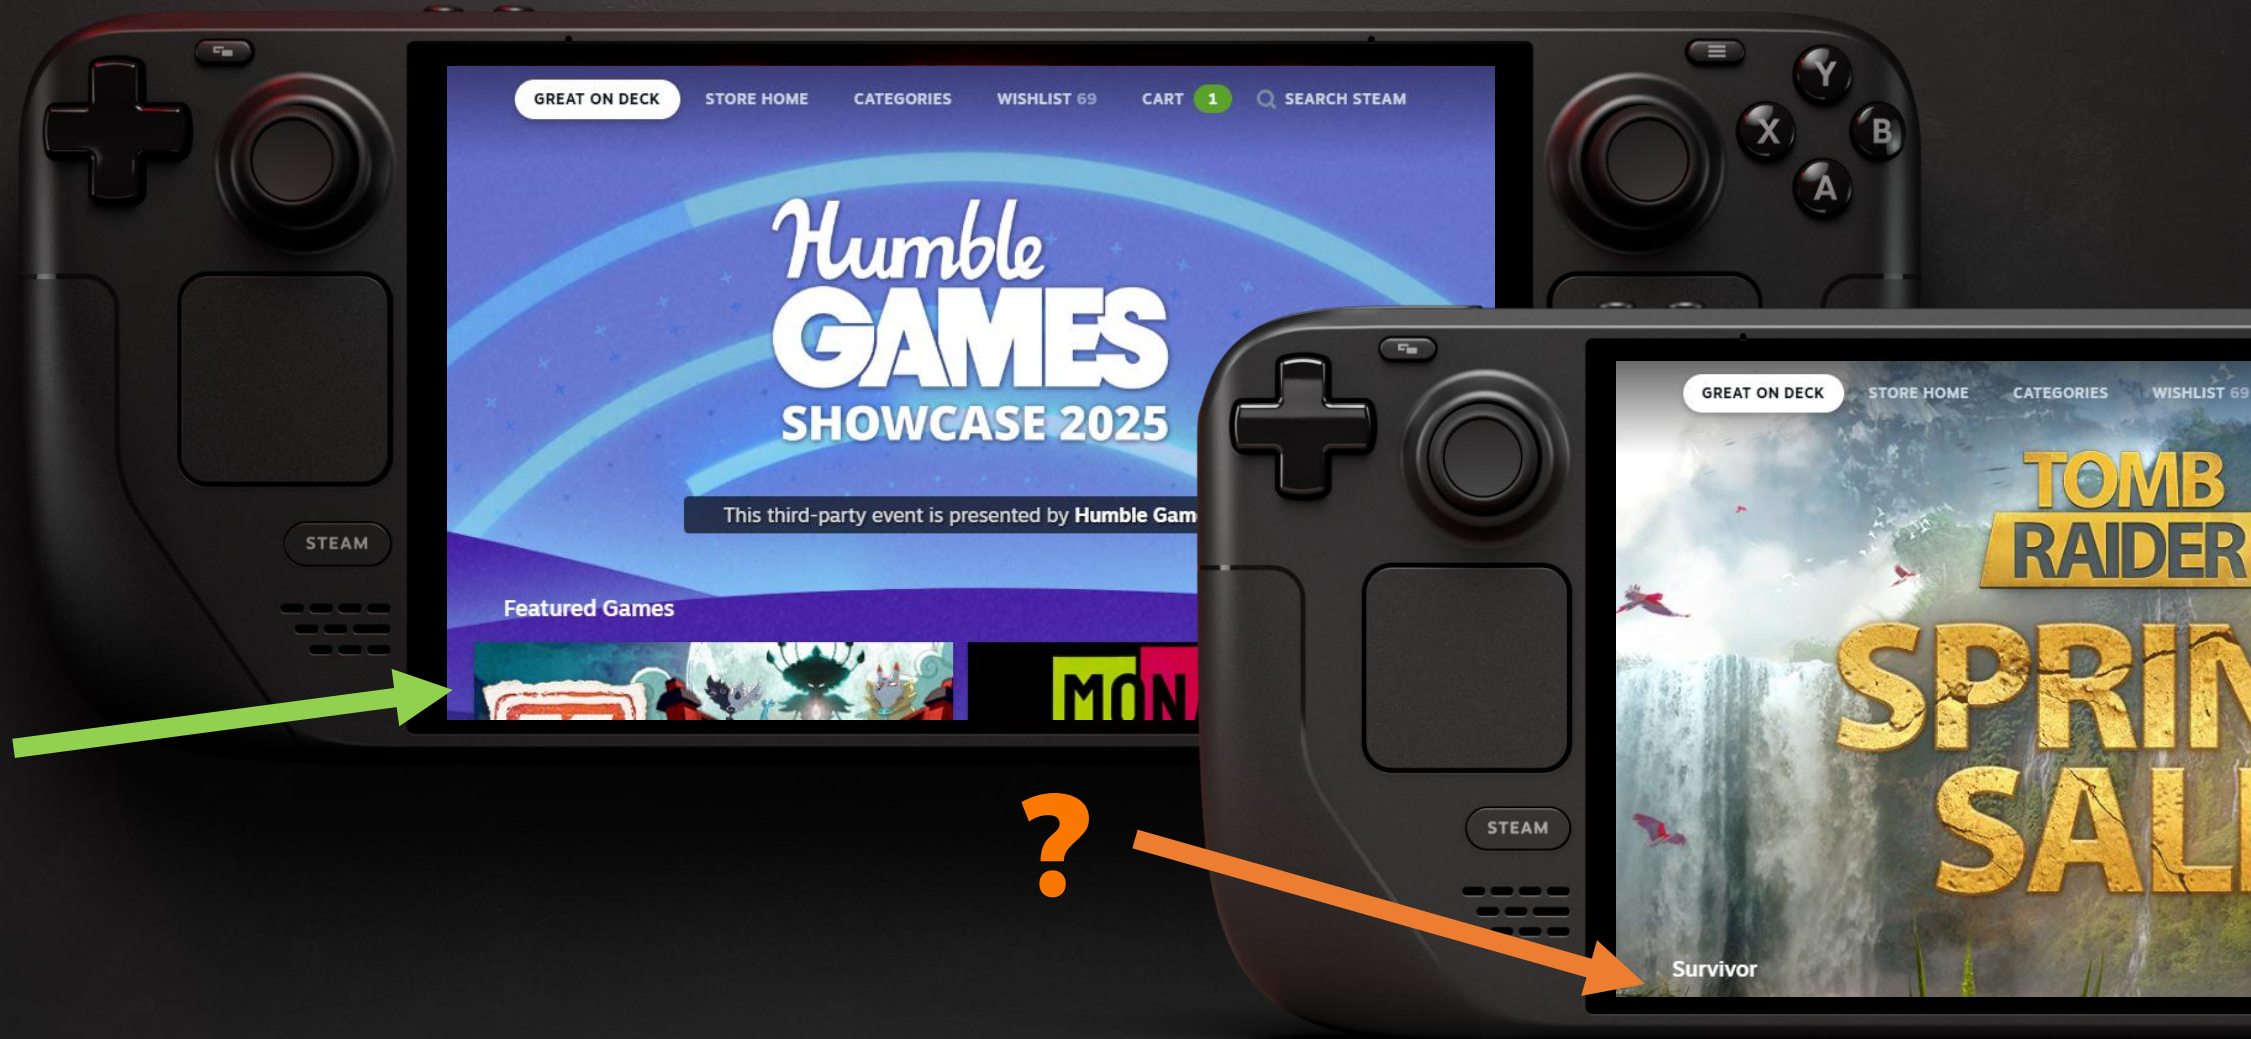 GREAT ON DECK STORE HOME CATEGORIES WISHLIST 69 CART 1 SEARCH STEAM
Humble
GAMES
SHOWCASE 2025
This third-party event is presented by Humble Gam
Featured Games
MON
STEAM
Y
X
B
A
?
GREAT ON DECK STORE HOME CATEGORIES WISHLIST 69
TOMB
RAIDER
SPRIN
SAL
Survivor
STEAM